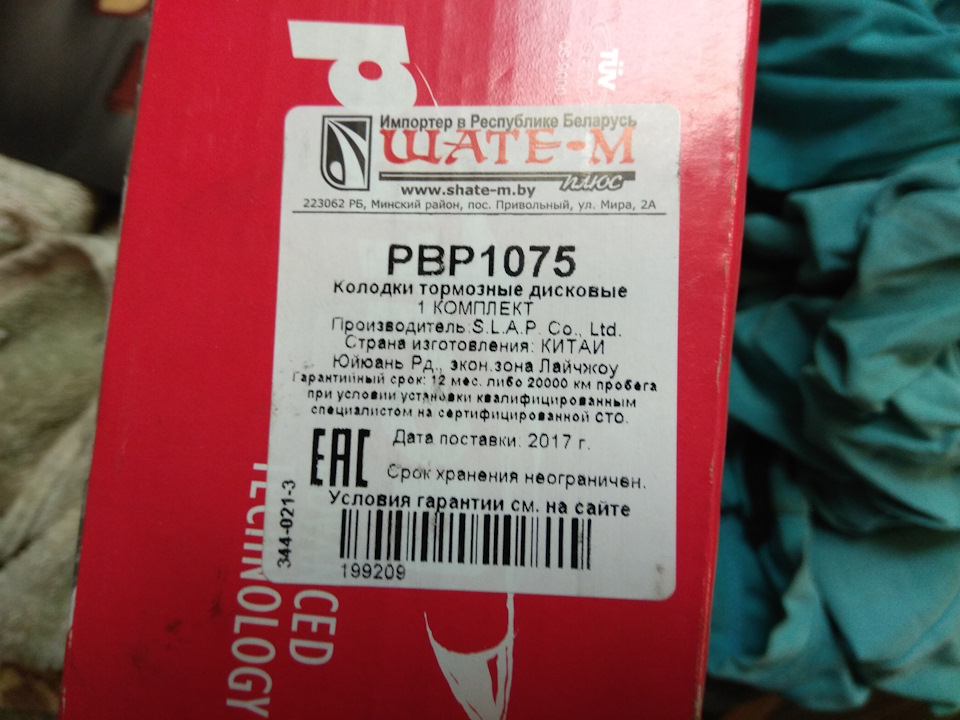 TÜV
Импортер в Республике Беларусь
ШАТЕ-М
ПЛЮС
www.shate-m.by
223062 РБ, Минский район, пос. Привольный, ул. Мира, 2А
PBP1075
Колодки тормозные дисковые
1 КОМПЛЕКТ
Производитель:S.L.A.P. Co., Ltd.
Страна изготовления: КИТАЙ
Юйюань Рд., экон.зона Лайчжоу
Гарантийный срок: 12 мес. либо 20000 км пробега
при условии установки квалифицированным
специалистом на сертифицированной СТО.
EAC
Дата поставки: 2017 г.
Срок хранения неограничен.
Условия гарантии см. на сайте
344-021-3
199209
TECHNOLOGY